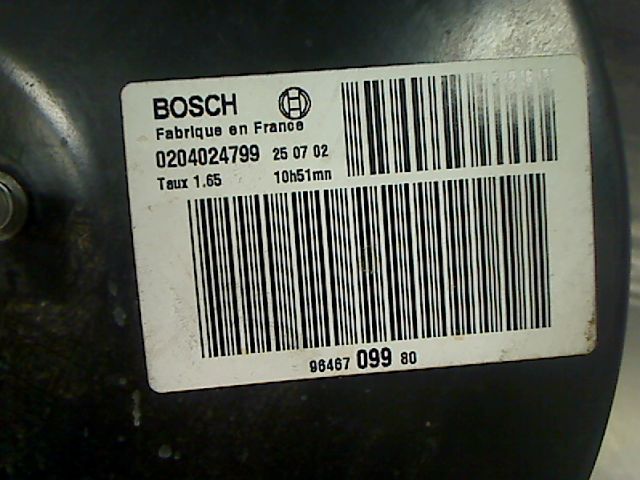 BOSCH
Fabrique en France
0204024799 25 07 02
Taux 1.65 10h51mn
96467 099 80